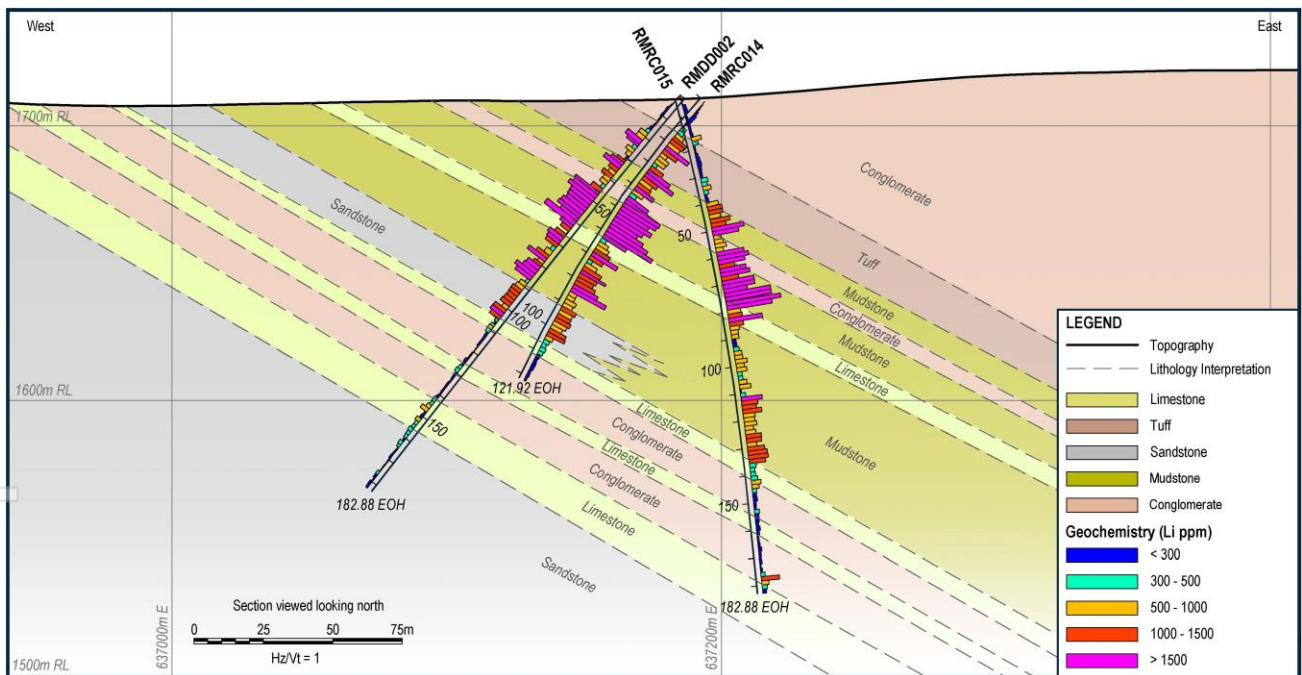 West
East
RMRC015
RMDD002
RMRC014
1700m RL
Conglomerate
Sandstone
50
50
Tuff
Mudstone
Conglomerate
Mudstone
Limestone
100
100
100
121.92 EOH
1600m RL
Limestone
Conglomerate
Limestone
Conglomerate
Limestone
Mudstone
150
150
182.88 EOH
Sandstone
182.88 EOH
Section viewed looking north
0 25 50 75m
Hz/Vt = 1
637000m E
637200m E
1500m RL
LEGEND
Topography
Lithology Interpretation
Limestone
Tuff
Sandstone
Mudstone
Conglomerate
Geochemistry (Li ppm)
< 300
300 - 500
500 - 1000
1000 - 1500
> 1500